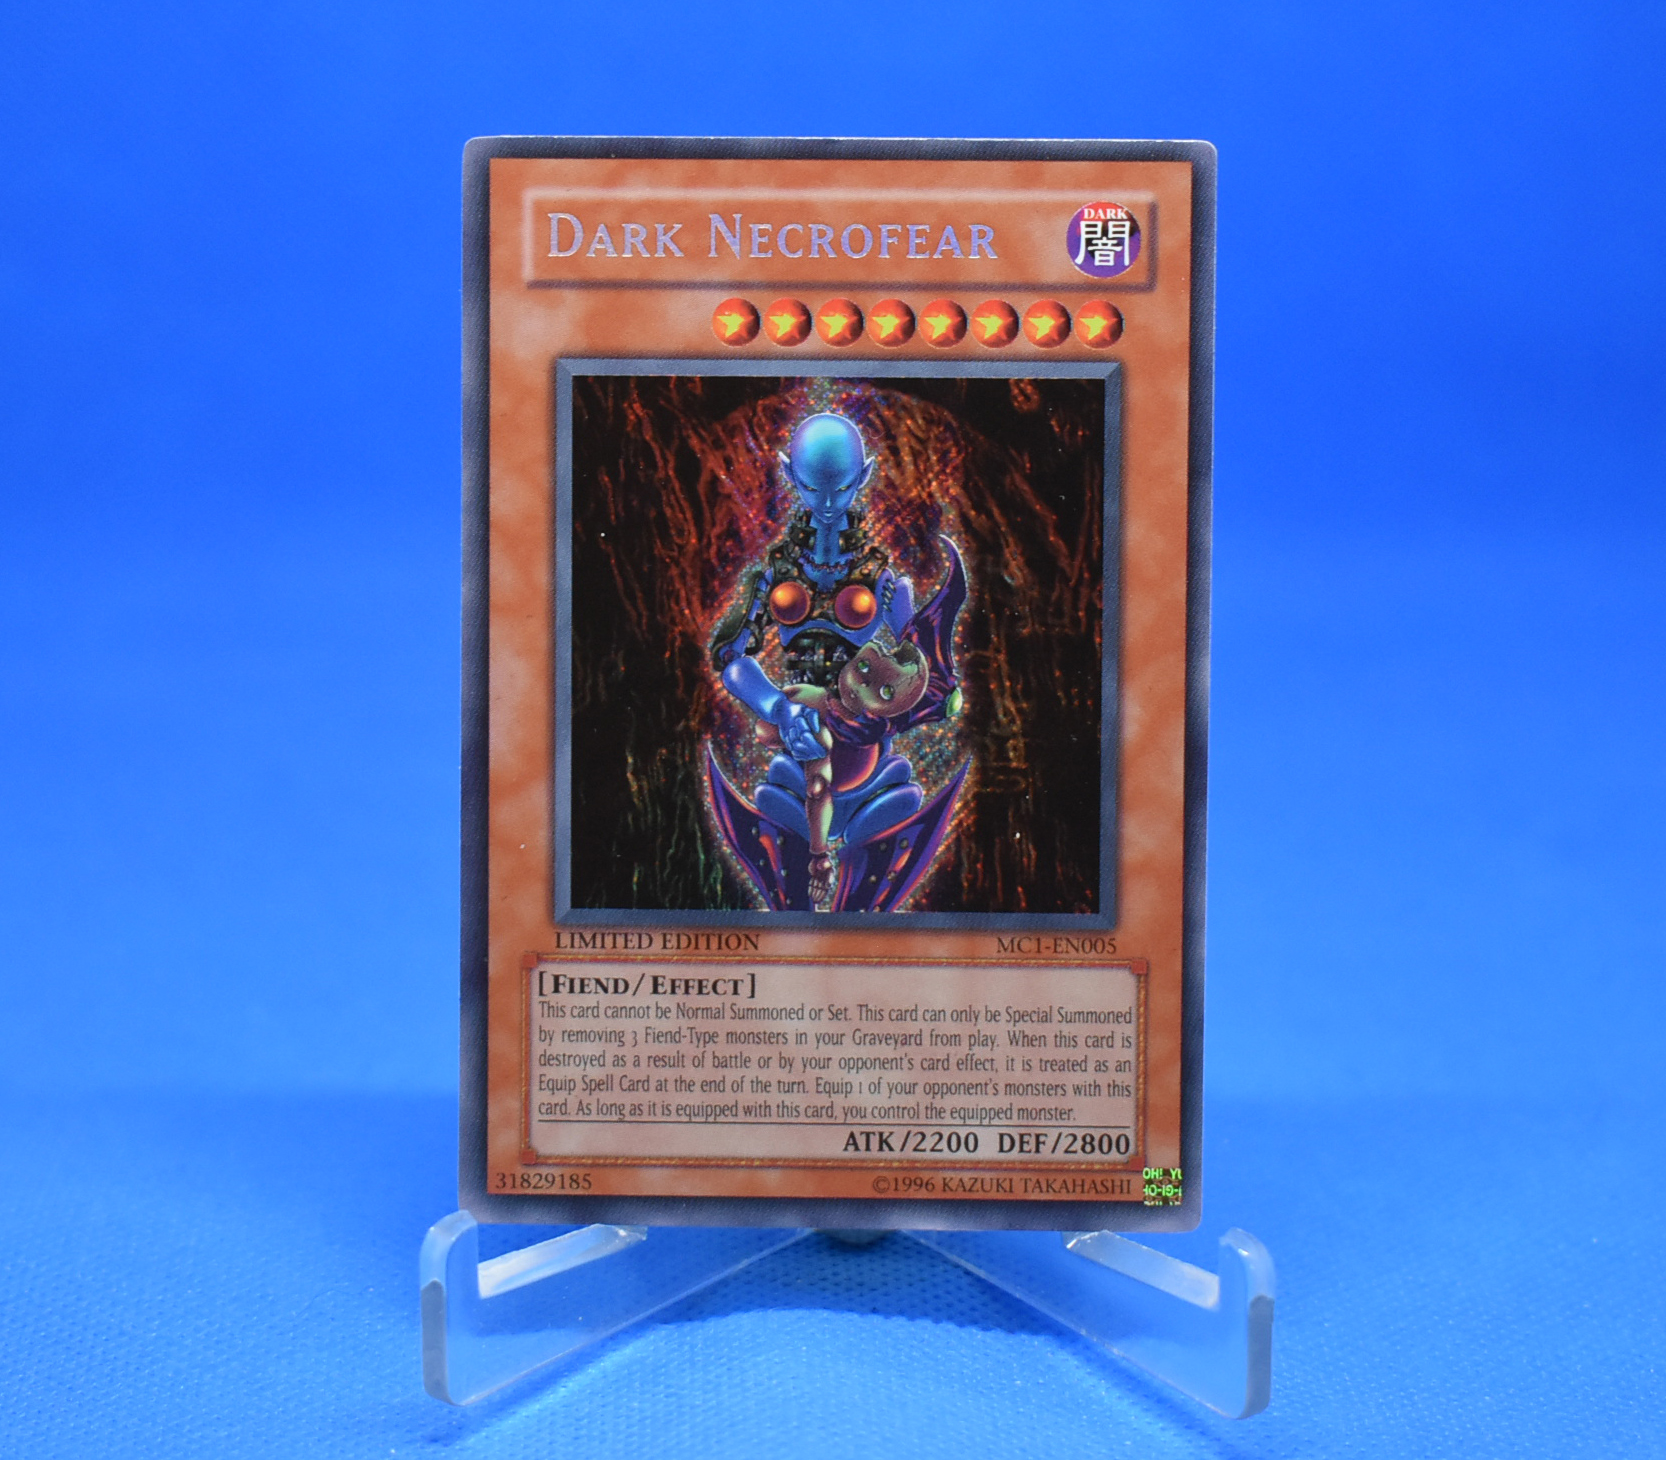 DARK NECROFEAR
DARK
闇
LIMITED EDITION MC1-EN005
[FIEND/EFFECT]
This card cannot be Normal Summoned or Set. This card can only be Special Summoned
by removing 3 Fiend-Type monsters in your Graveyard from play. When this card is
destroyed as a result of battle or by your opponent's card effect, it is treated as an
Equip Spell Card at the end of the turn. Equip 1 of your opponent's monsters with this
card. As long as it is equipped with this card, you control the equipped monster.
ATK/2200 DEF/2800
31829185 ©1996 KAZUKI TAKAHASHI
OH! YU